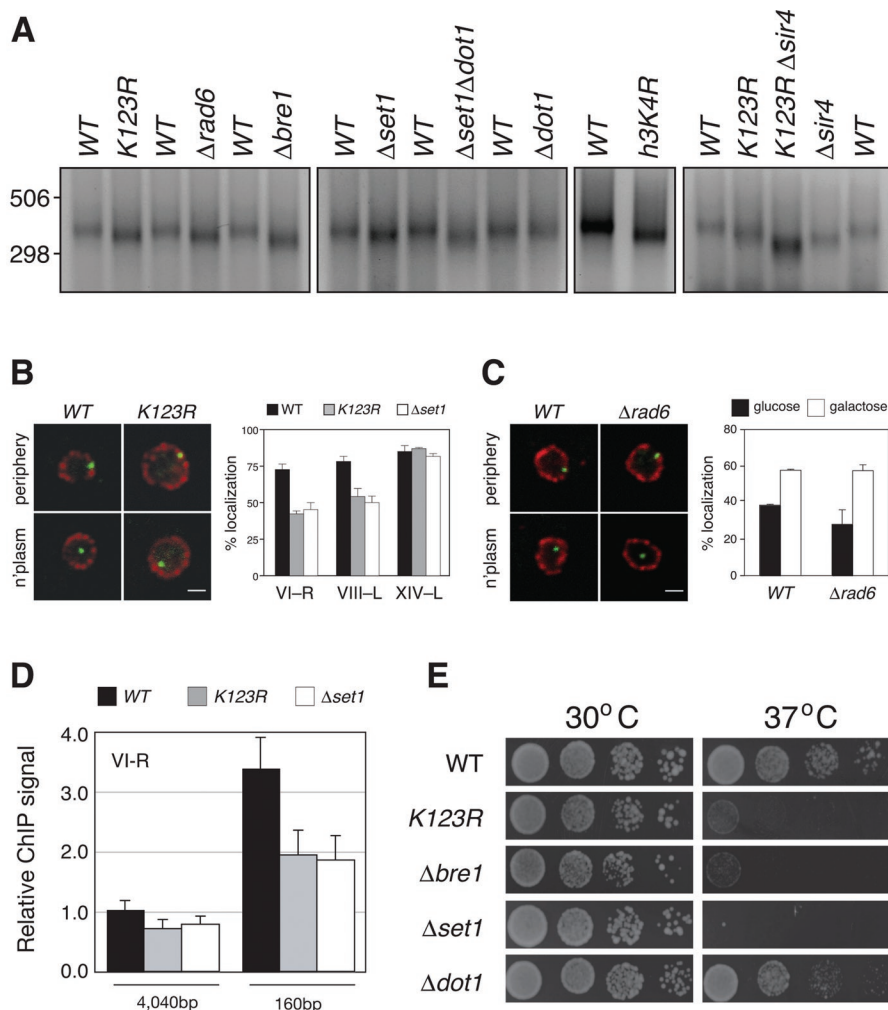 A
WT K123R WT Δrad6 WT Δbre1
WT Δset1 WT Δset1Δdot1 WT Δdot1
WT h3K4R
WT K123R K123RΔsir4 Δsir4 WT
506
298
B
WT K123R
periphery
n'plasm
WT K123R Δset1
% localization
100
75
50
25
0
VI–R VIII–L XIV–L
C
WT Δrad6
periphery
n'plasm
glucose galactose
% localization
80
60
40
20
0
WT Δrad6
D
WT K123R Δset1
Relative ChIP signal
4.0
3.0
2.0
1.0
0.0
VI-R
4,040bp 160bp
E
30° C 37°C
WT
K123R
Δbre1
Δset1
Δdot1